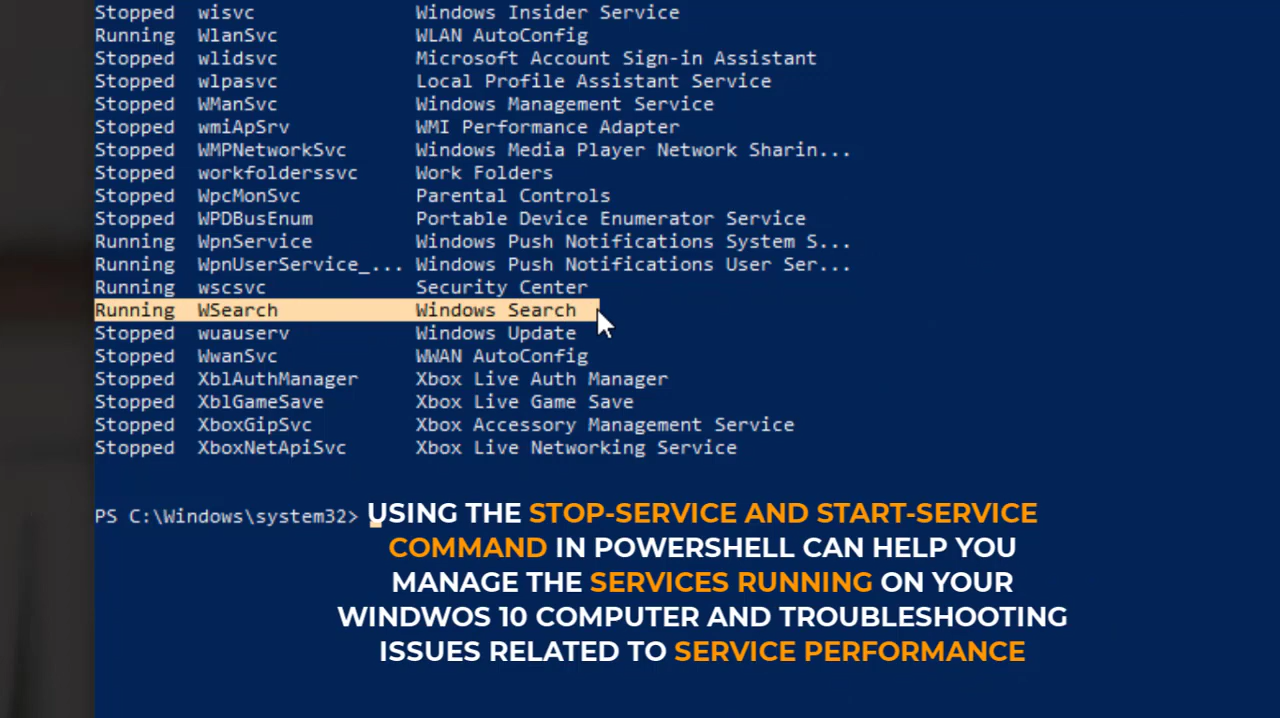 Stopped wisvc Windows Insider Service
Running WlanSvc WLAN AutoConfig
Stopped wlidsvc Microsoft Account Sign-in Assistant
Stopped wlpasvc Local Profile Assistant Service
Stopped WManSvc Windows Management Service
Stopped wmiApSrv WMI Performance Adapter
Stopped WMPNetworkSvc Windows Media Player Network Sharin...
Stopped workfolderssvc Work Folders
Stopped WpcMonSvc Parental Controls
Stopped WPDBusEnum Portable Device Enumerator Service
Running WpnService Windows Push Notifications System S...
Running WpnUserService_... Windows Push Notifications User Ser...
Running wscsvc Security Center
Running WSearch Windows Search
Stopped wuauserv Windows Update
Stopped WwanSvc WWAN AutoConfig
Stopped XblAuthManager Xbox Live Auth Manager
Stopped XblGameSave Xbox Live Game Save
Stopped XboxGipSvc Xbox Accessory Management Service
Stopped XboxNetApiSvc Xbox Live Networking Service
PS C:\Windows\system32>
USING THE STOP-SERVICE AND START-SERVICE
COMMAND IN POWERSHELL CAN HELP YOU
MANAGE THE SERVICES RUNNING ON YOUR
WINDWOS 10 COMPUTER AND TROUBLESHOOTING
ISSUES RELATED TO SERVICE PERFORMANCE